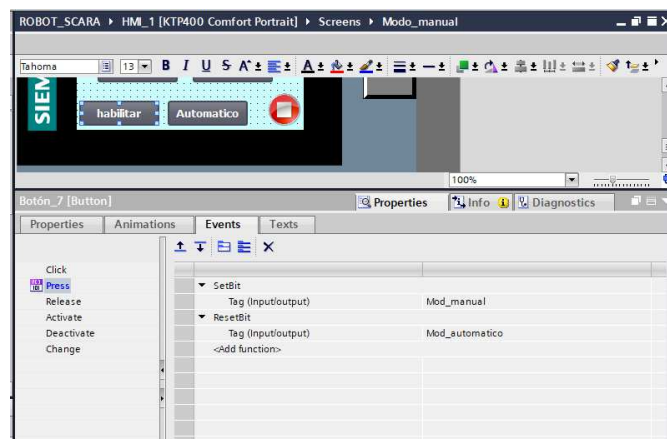 ROBOT_SCARA ▸ HMI_1 [KTP400 Comfort Portrait] ▸ Screens ▸ Modo_manual
Tahoma 13 B I U S A
SIEM
habilitar Automatico
100%
Botón_7 [Button] Properties Info Diagnostics
Properties Animations Events Texts
Click
Press
Release
Activate
Deactivate
Change
SetBit
Tag (Input/output) Mod_manual
ResetBit
Tag (Input/output) Mod_automatico
<Add function>